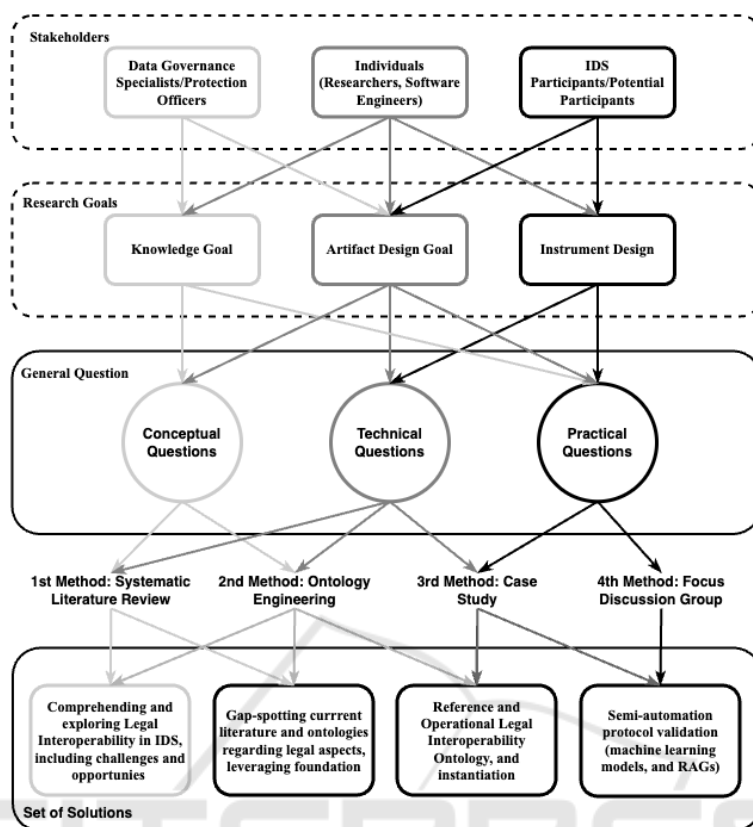 Stakeholders
Data Governance
Specialists/Protection
Officers
Individuals
(Researchers, Software
Engineers)
IDS
Participants/Potential
Participants
Research Goals
Knowledge Goal
Artifact Design Goal
Instrument Design
General Question
Conceptual
Questions
Technical
Questions
Practical
Questions
1st Method: Systematic
Literature Review
2nd Method: Ontology
Engineering
3rd Method: Case
Study
4th Method: Focus
Discussion Group
Comprehending and
exploring Legal
Interoperability in IDS,
including challenges and
opportunies
Gap-spotting currrent
literature and ontologies
regarding legal aspects,
leveraging foundation
Reference and
Operational Legal
Interoperability
Ontology, and
instantiation
Semi-automation
protocol validation
(machine learning
models, and RAGs)
Set of Solutions